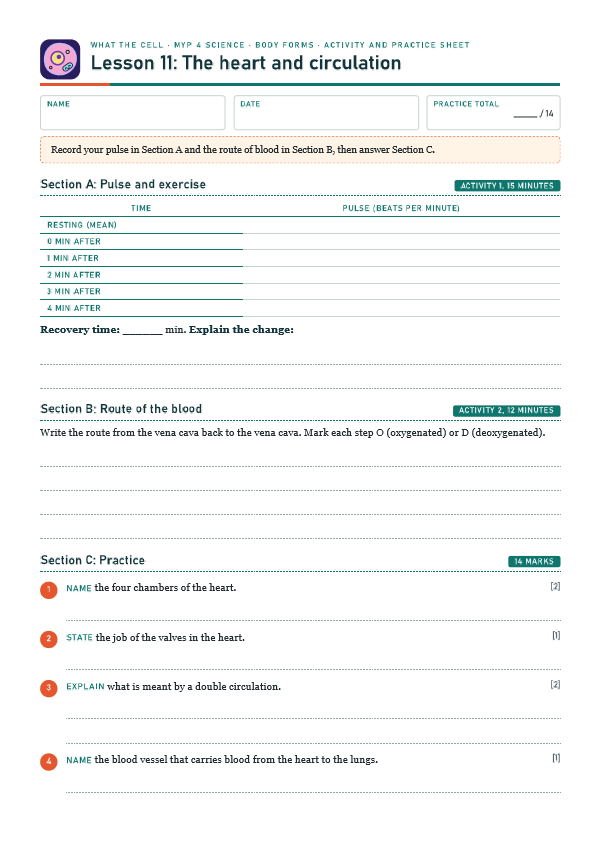 WHAT THE CELL · MYP 4 SCIENCE · BODY FORMS · ACTIVITY AND PRACTICE SHEET
Lesson 11: The heart and circulation
NAME
DATE
PRACTICE TOTAL
_____ / 14
Record your pulse in Section A and the route of blood in Section B, then answer Section C.
Section A: Pulse and exercise
ACTIVITY 1, 15 MINUTES
TIME PULSE (BEATS PER MINUTE)
RESTING (MEAN)
0 MIN AFTER
1 MIN AFTER
2 MIN AFTER
3 MIN AFTER
4 MIN AFTER
Recovery time: _______ min. Explain the change:
Section B: Route of the blood
ACTIVITY 2, 12 MINUTES
Write the route from the vena cava back to the vena cava. Mark each step O (oxygenated) or D (deoxygenated).
Section C: Practice
14 MARKS
1 NAME the four chambers of the heart. [2]
2 STATE the job of the valves in the heart. [1]
3 EXPLAIN what is meant by a double circulation. [2]
4 NAME the blood vessel that carries blood from the heart to the lungs. [1]